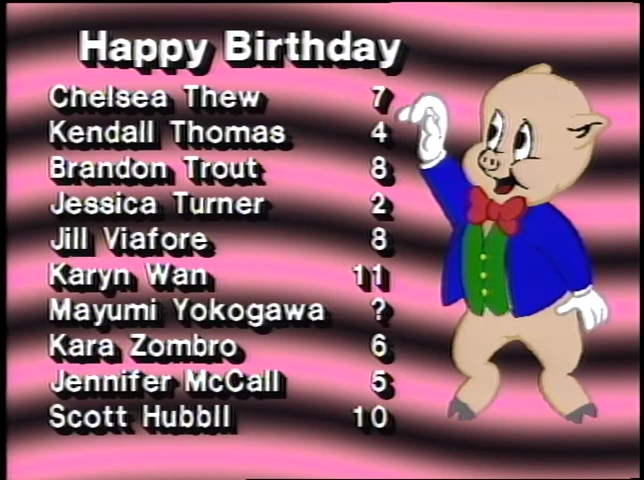 Happy Birthday
Chelsea Thew 7
Kendall Thomas 4
Brandon Trout 8
Jessica Turner 2
Jill Viafore 8
Karyn Wan 11
Mayumi Yokogawa ?
Kara Zombro 6
Jennifer McCall 5
Scott Hubbll 10